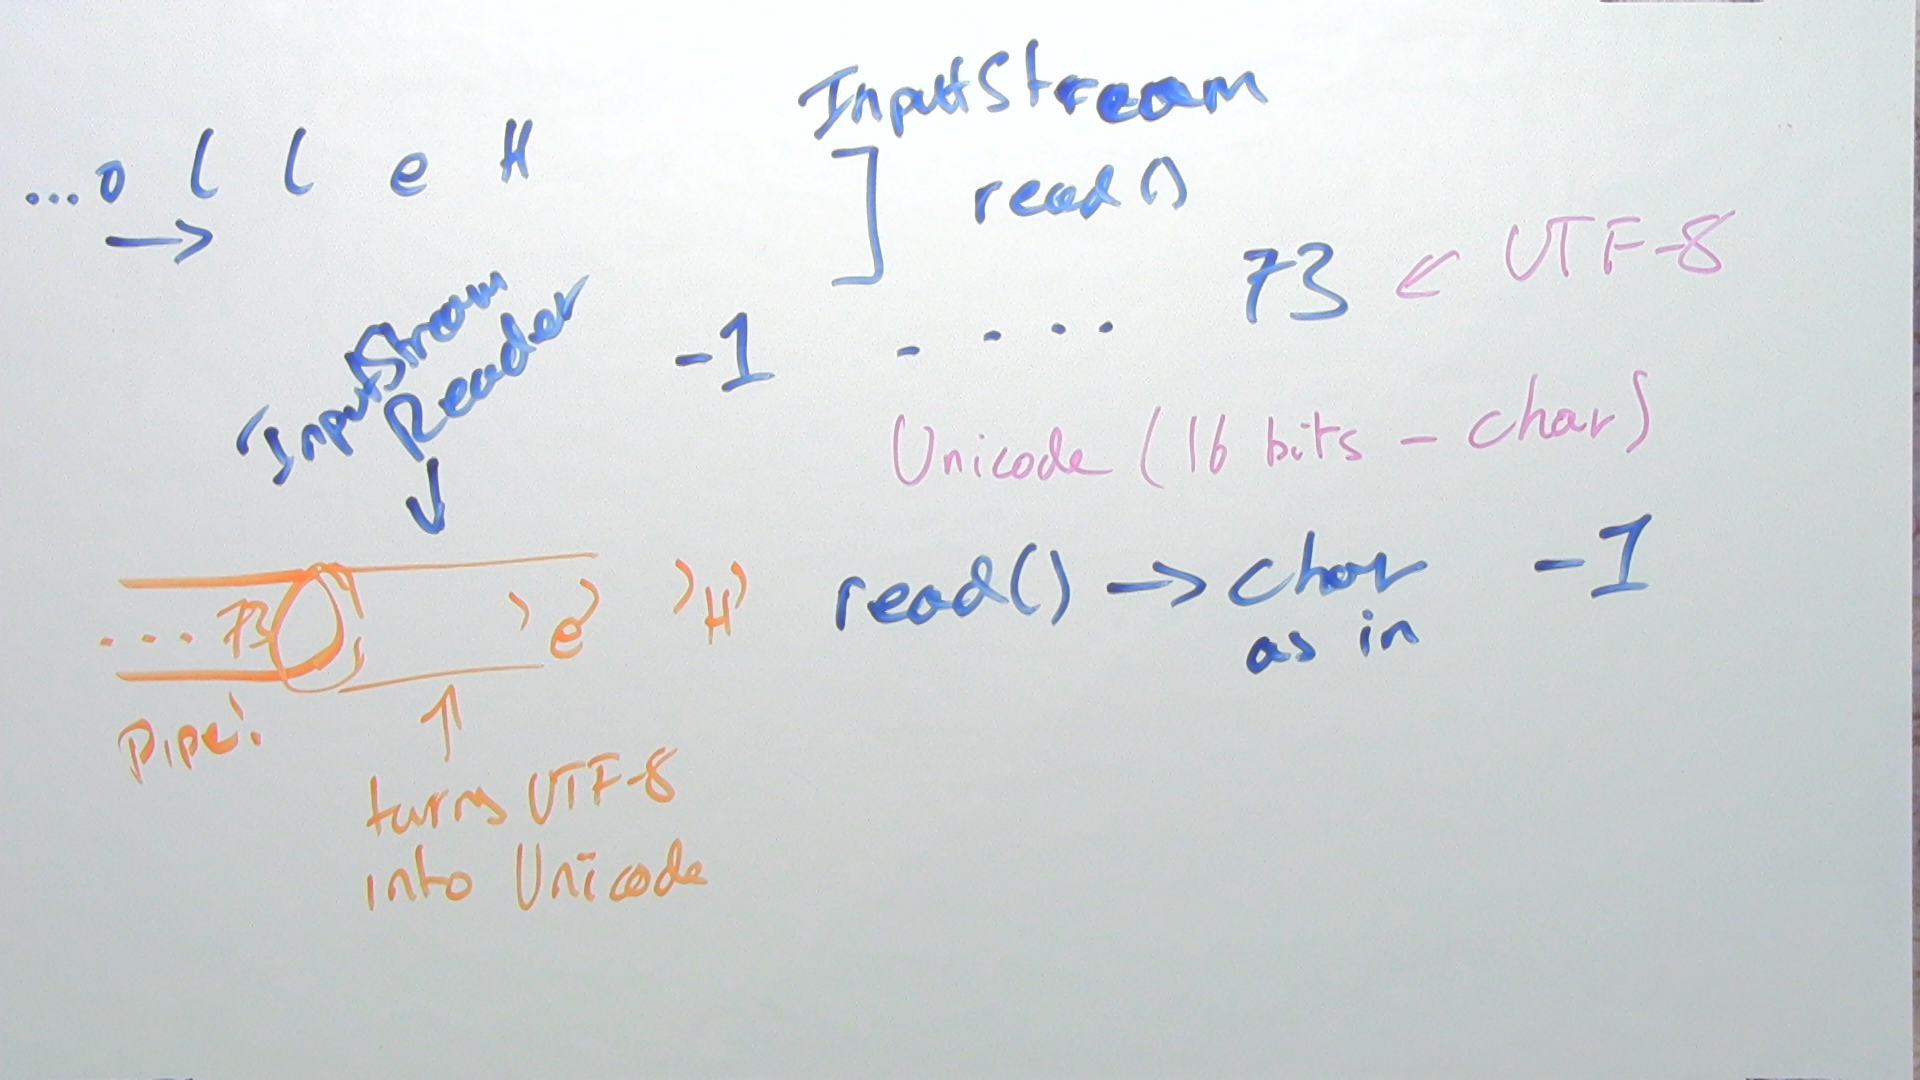 InputStream
...o l l e H
read()
73 ← UTF-8
InputStream
Reader
-1 - - . .
Unicode (16 bits - char)
read() → char -1
as in
... 73 'e' 'H'
Pipe!
turns UTF-8
into Unicode